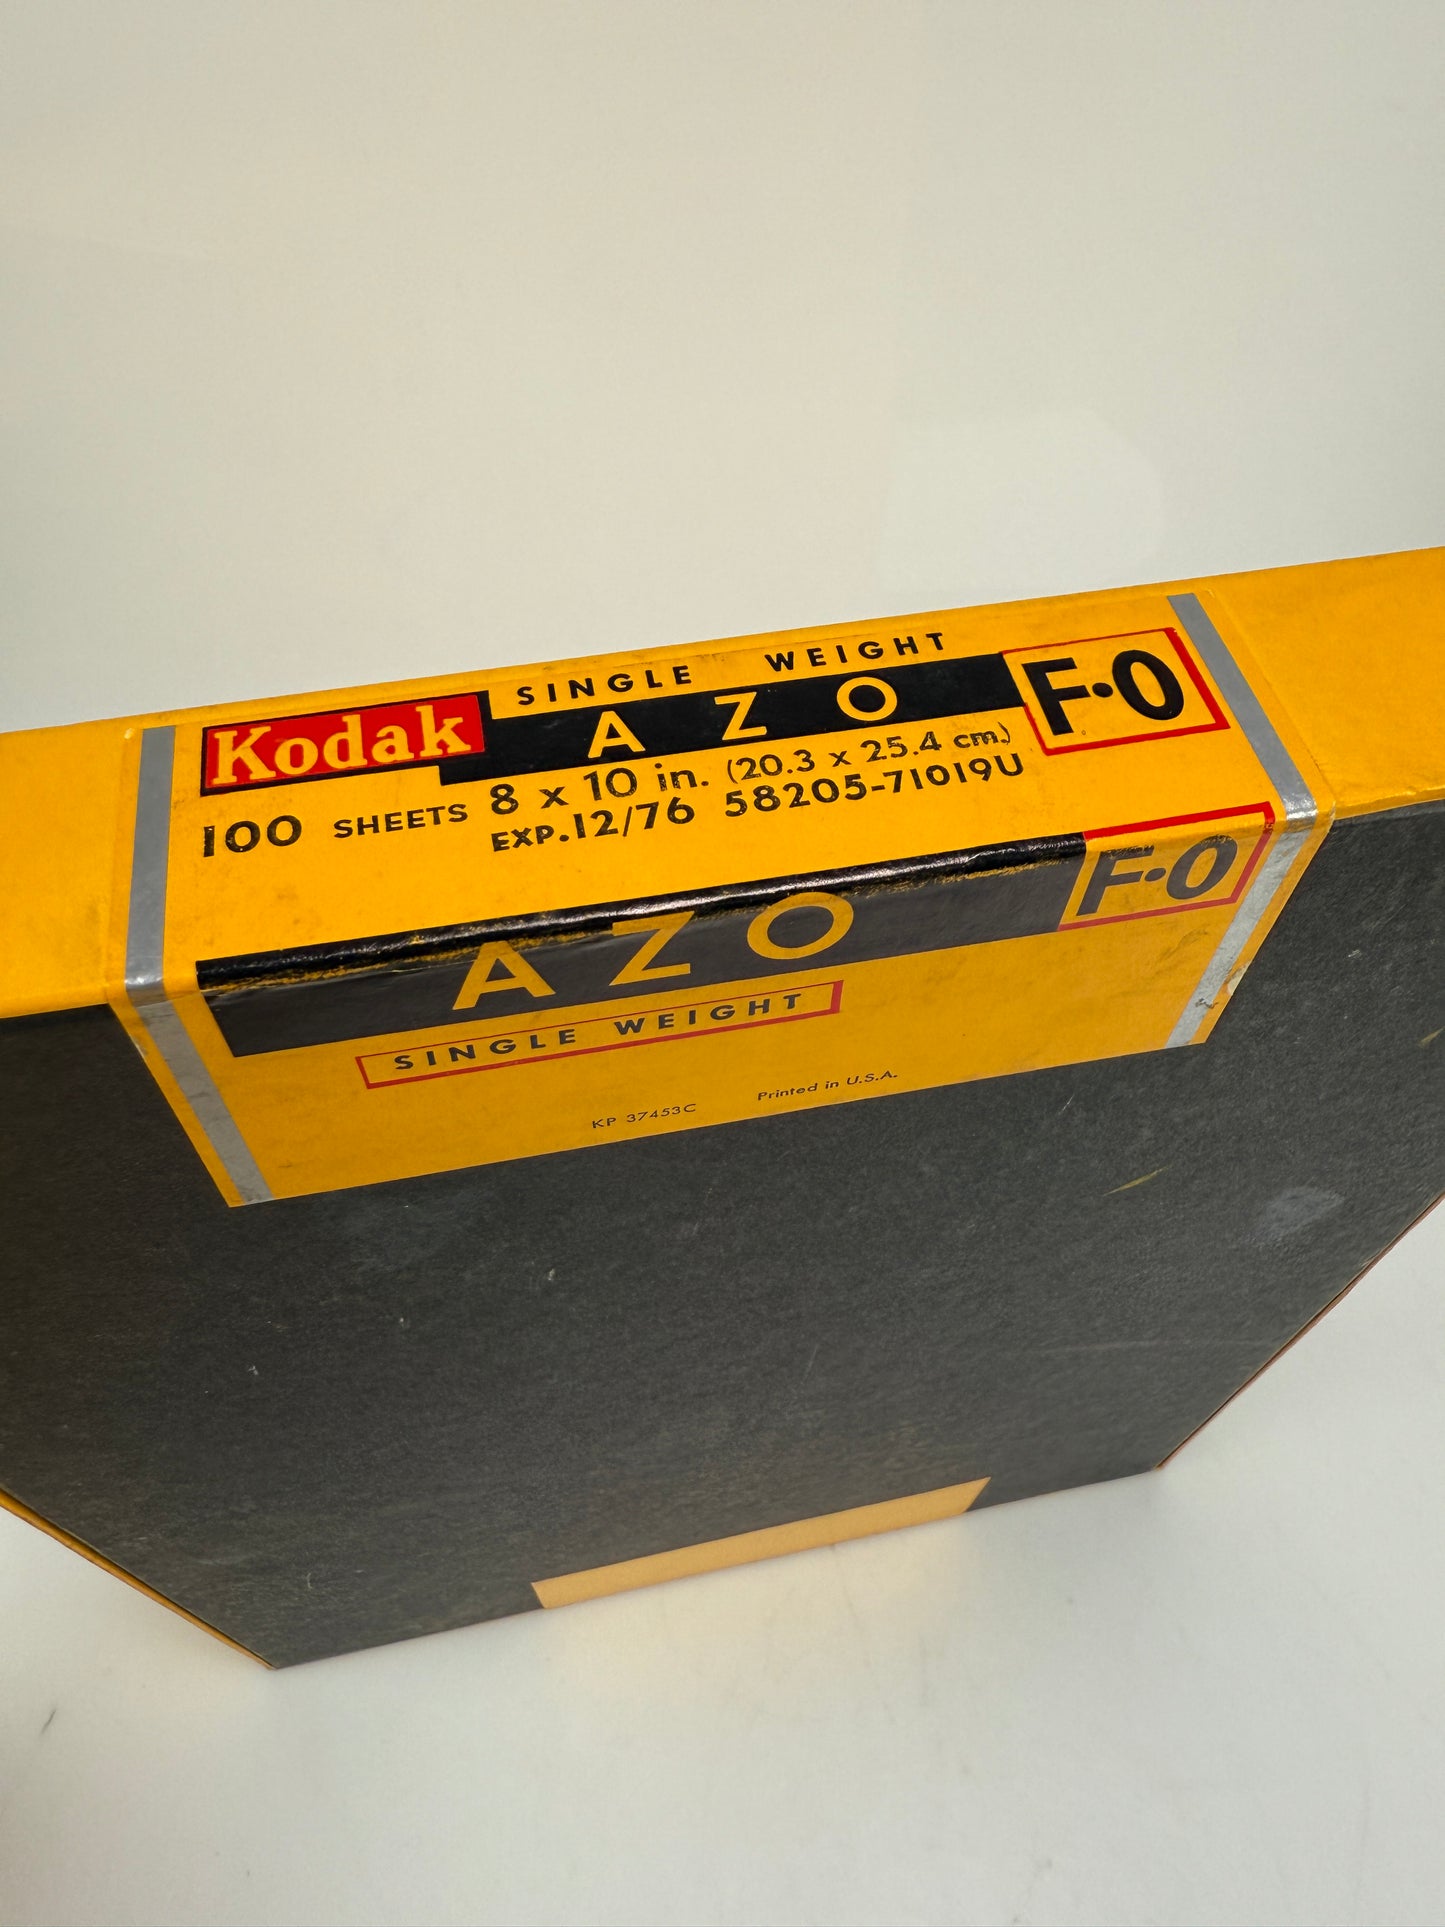 SINGLE WEIGHT
Kodak AZO F·0
100 SHEETS 8 x 10 in. (20.3 x 25.4 cm.)
EXP.12/76 58205-71019U
AZO F·0
SINGLE WEIGHT
KP 37453C Printed in U.S.A.